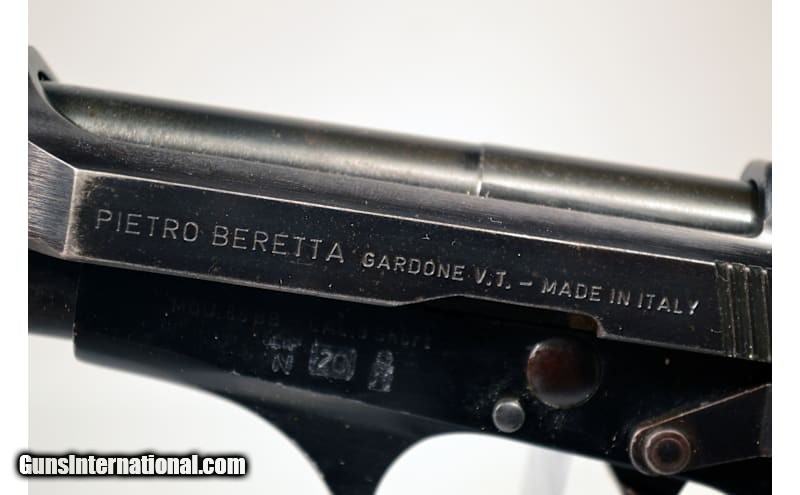 PIETRO BERETTA GARDONE V.T. - MADE IN ITALY
N 20
GunsInternational.com